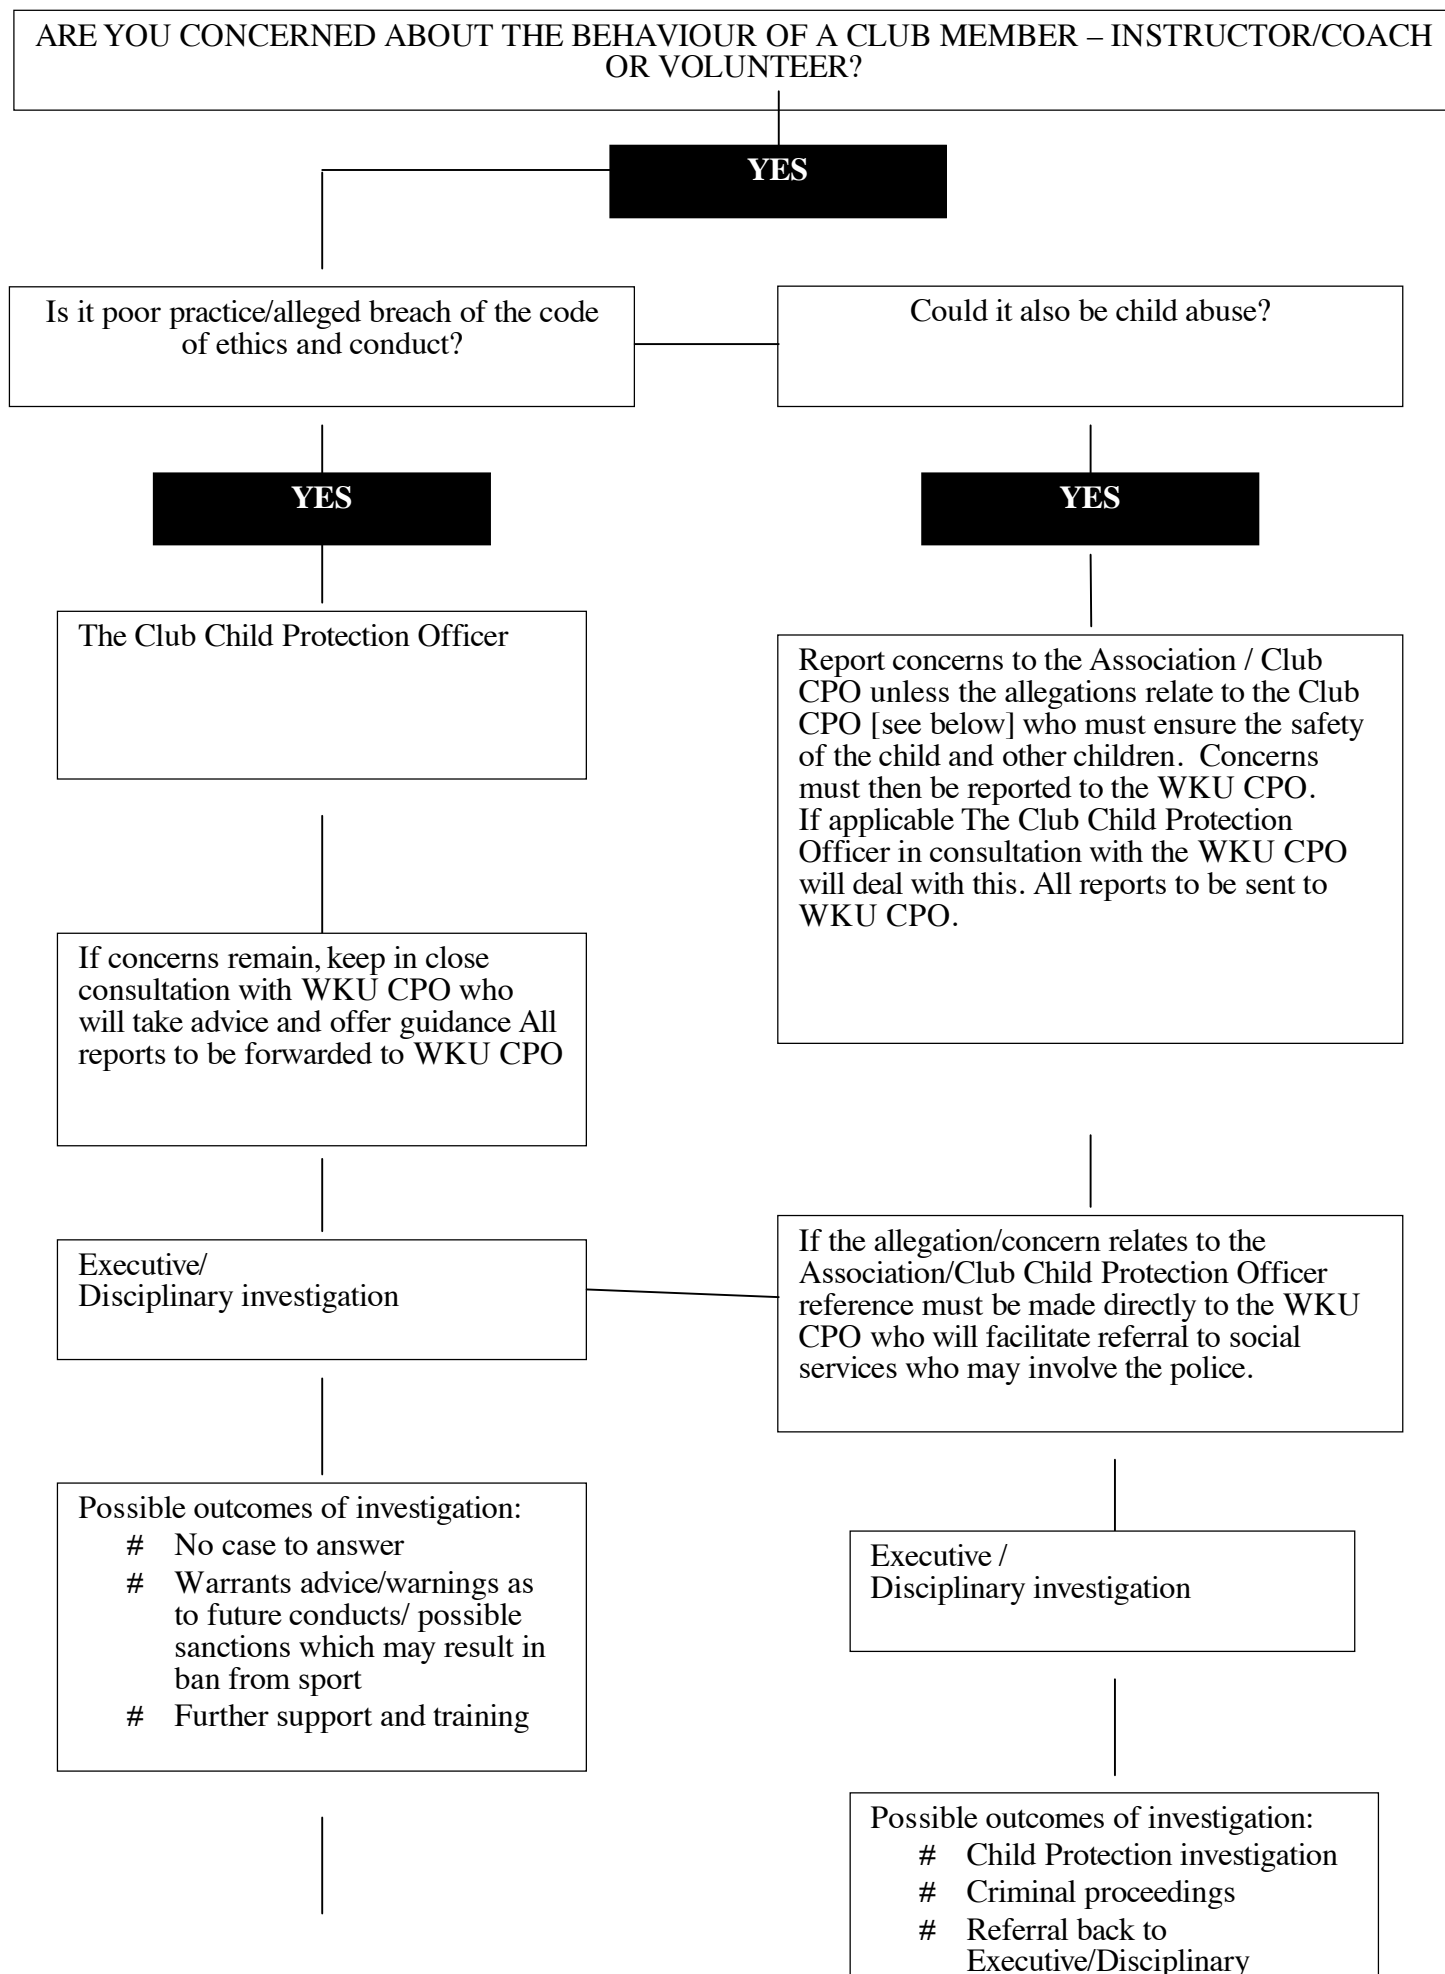 ARE YOU CONCERNED ABOUT THE BEHAVIOUR OF A CLUB MEMBER – INSTRUCTOR/COACH
OR VOLUNTEER?
YES
Is it poor practice/alleged breach of the code
of ethics and conduct?
Could it also be child abuse?
YES
YES
The Club Child Protection Officer
Report concerns to the Association / Club
CPO unless the allegations relate to the Club
CPO [see below] who must ensure the safety
of the child and other children.  Concerns
must then be reported to the WKU CPO.
If applicable The Club Child Protection
Officer in consultation with the WKU CPO
will deal with this. All reports to be sent to
WKU CPO.
If concerns remain, keep in close
consultation with WKU CPO who
will take advice and offer guidance All
reports to be forwarded to WKU CPO
Executive/
Disciplinary investigation
If the allegation/concern relates to the
Association/Club Child Protection Officer
reference must be made directly to the WKU
CPO who will facilitate referral to social
services who may involve the police.
Possible outcomes of investigation:
# No case to answer
# Warrants advice/warnings as
to future conducts/ possible
sanctions which may result in
ban from sport
# Further support and training
Executive /
Disciplinary investigation
Possible outcomes of investigation:
# Child Protection investigation
# Criminal proceedings
# Referral back to
Executive/Disciplinary